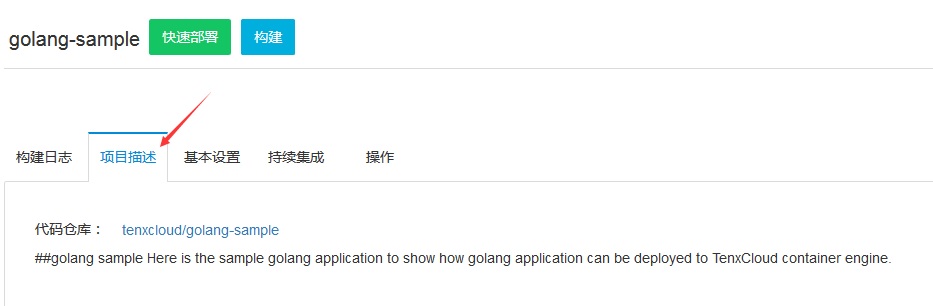 golang-sample 快速部署 构建
构建日志 项目描述 基本设置 持续集成 操作
代码仓库： tenxcloud/golang-sample
##golang sample Here is the sample golang application to show how golang application can be deployed to TenxCloud container engine.